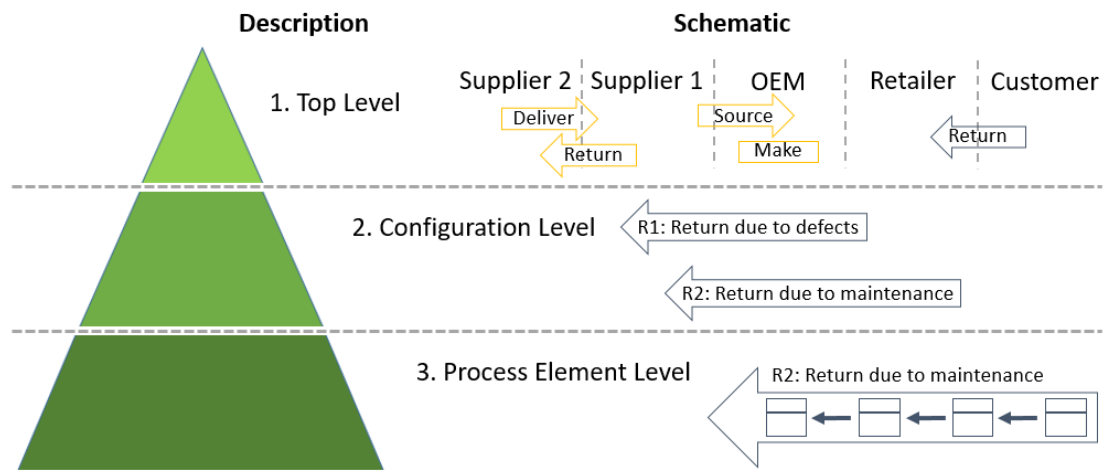 Description
Schematic
1. Top Level
Supplier 2
Supplier 1
OEM
Retailer
Customer
Deliver
Source
Return
Make
Return
2. Configuration Level
R1: Return due to defects
R2: Return due to maintenance
3. Process Element Level
R2: Return due to maintenance